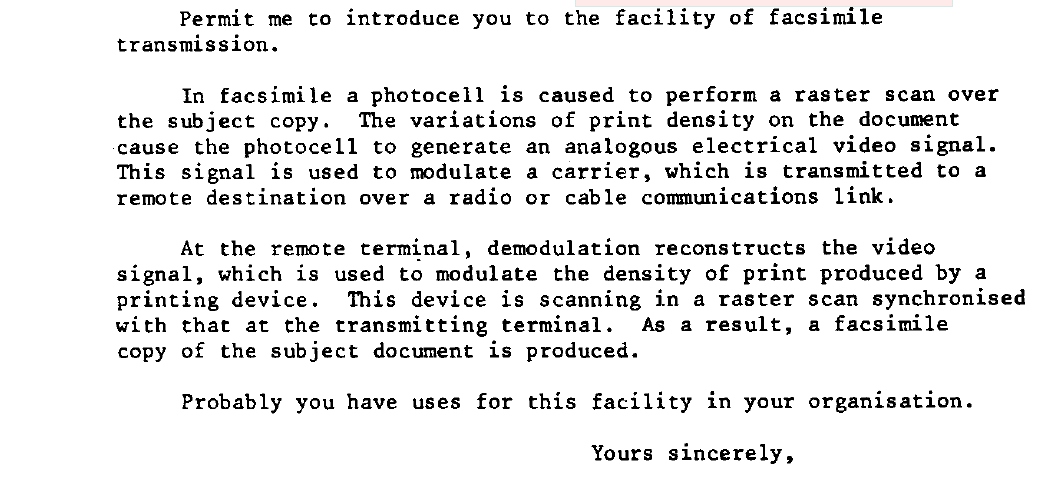 Permit me to introduce you to the facility of facsimile
transmission.
In facsimile a photocell is caused to perform a raster scan over
the subject copy. The variations of print density on the document
cause the photocell to generate an analogous electrical video signal.
This signal is used to modulate a carrier, which is transmitted to a
remote destination over a radio or cable communications link.
At the remote terminal, demodulation reconstructs the video
signal, which is used to modulate the density of print produced by a
printing device. This device is scanning in a raster scan synchronised
with that at the transmitting terminal. As a result, a facsimile
copy of the subject document is produced.
Probably you have uses for this facility in your organisation.
Yours sincerely,